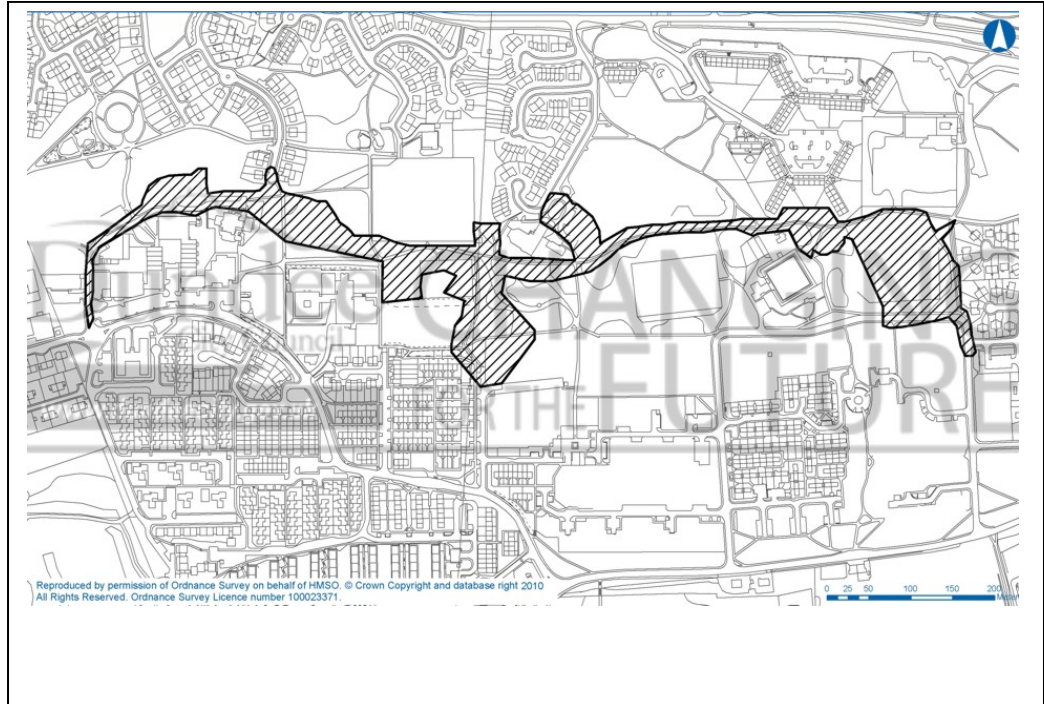 Dundee
City Council
CHANGING
FOR THE
FUTURE
Reproduced by permission of Ordnance Survey on behalf of HMSO. © Crown Copyright and database right 2010
All Rights Reserved. Ordnance Survey Licence number 100023371.
0 25 50 100 150 200